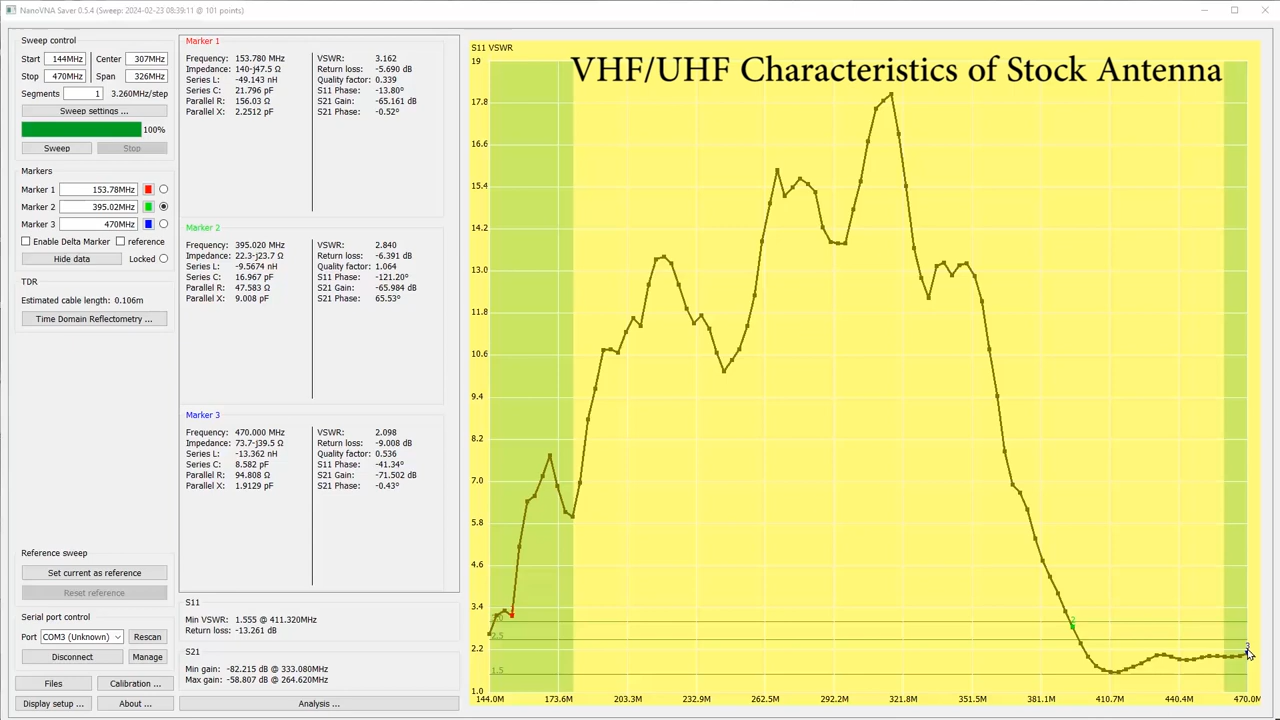 NanoVNA Saver 0.5.4 (Sweep: 2024-02-23 08:39:11 @ 101 points)
Sweep control
Start 144MHz Center 307MHz
Stop 470MHz Span 326MHz
Segments 1 3.260MHz/step
Sweep settings ...
100%
Sweep Stop
Markers
Marker 1 153.78MHz
Marker 2 395.02MHz
Marker 3 470MHz
Enable Delta Marker reference
Hide data Locked
TDR
Estimated cable length: 0.106m
Time Domain Reflectometry ...
Reference sweep
Set current as reference
Reset reference
Serial port control
Port COM3 (Unknown) Rescan
Disconnect Manage
Files Calibration ...
Display setup ... About ...
Marker 1
Frequency: 153.780 MHz VSWR: 3.162
Impedance: 140-j47.5 Ω Return loss: -5.690 dB
Series L: -49.143 nH Quality factor: 0.339
Series C: 21.796 pF S11 Phase: -13.80°
Parallel R: 156.03 Ω S21 Gain: -65.161 dB
Parallel X: 2.2512 pF S21 Phase: -0.52°
Marker 2
Frequency: 395.020 MHz VSWR: 2.840
Impedance: 22.3-j23.7 Ω Return loss: -6.391 dB
Series L: -9.5674 nH Quality factor: 1.064
Series C: 16.967 pF S11 Phase: -121.20°
Parallel R: 47.583 Ω S21 Gain: -65.984 dB
Parallel X: 9.008 pF S21 Phase: 65.53°
Marker 3
Frequency: 470.000 MHz VSWR: 2.098
Impedance: 73.7-j39.5 Ω Return loss: -9.008 dB
Series L: -13.362 nH Quality factor: 0.536
Series C: 8.582 pF S11 Phase: -41.34°
Parallel R: 94.808 Ω S21 Gain: -71.502 dB
Parallel X: 1.9129 pF S21 Phase: -0.43°
S11
Min VSWR: 1.555 @ 411.320MHz
Return loss: -13.261 dB
S21
Min gain: -82.215 dB @ 333.080MHz
Max gain: -58.807 dB @ 264.620MHz
Analysis ...
S11 VSWR
VHF/UHF Characteristics of Stock Antenna
19
17.8
16.6
15.4
14.2
13.0
11.8
10.6
9.4
8.2
7.0
5.8
4.6
3.4
3.0
2.5
2.2
1.5
1.0
2
3
144.0M 173.6M 203.3M 232.9M 262.5M 292.2M 321.8M 351.5M 381.1M 410.7M 440.4M 470.0M